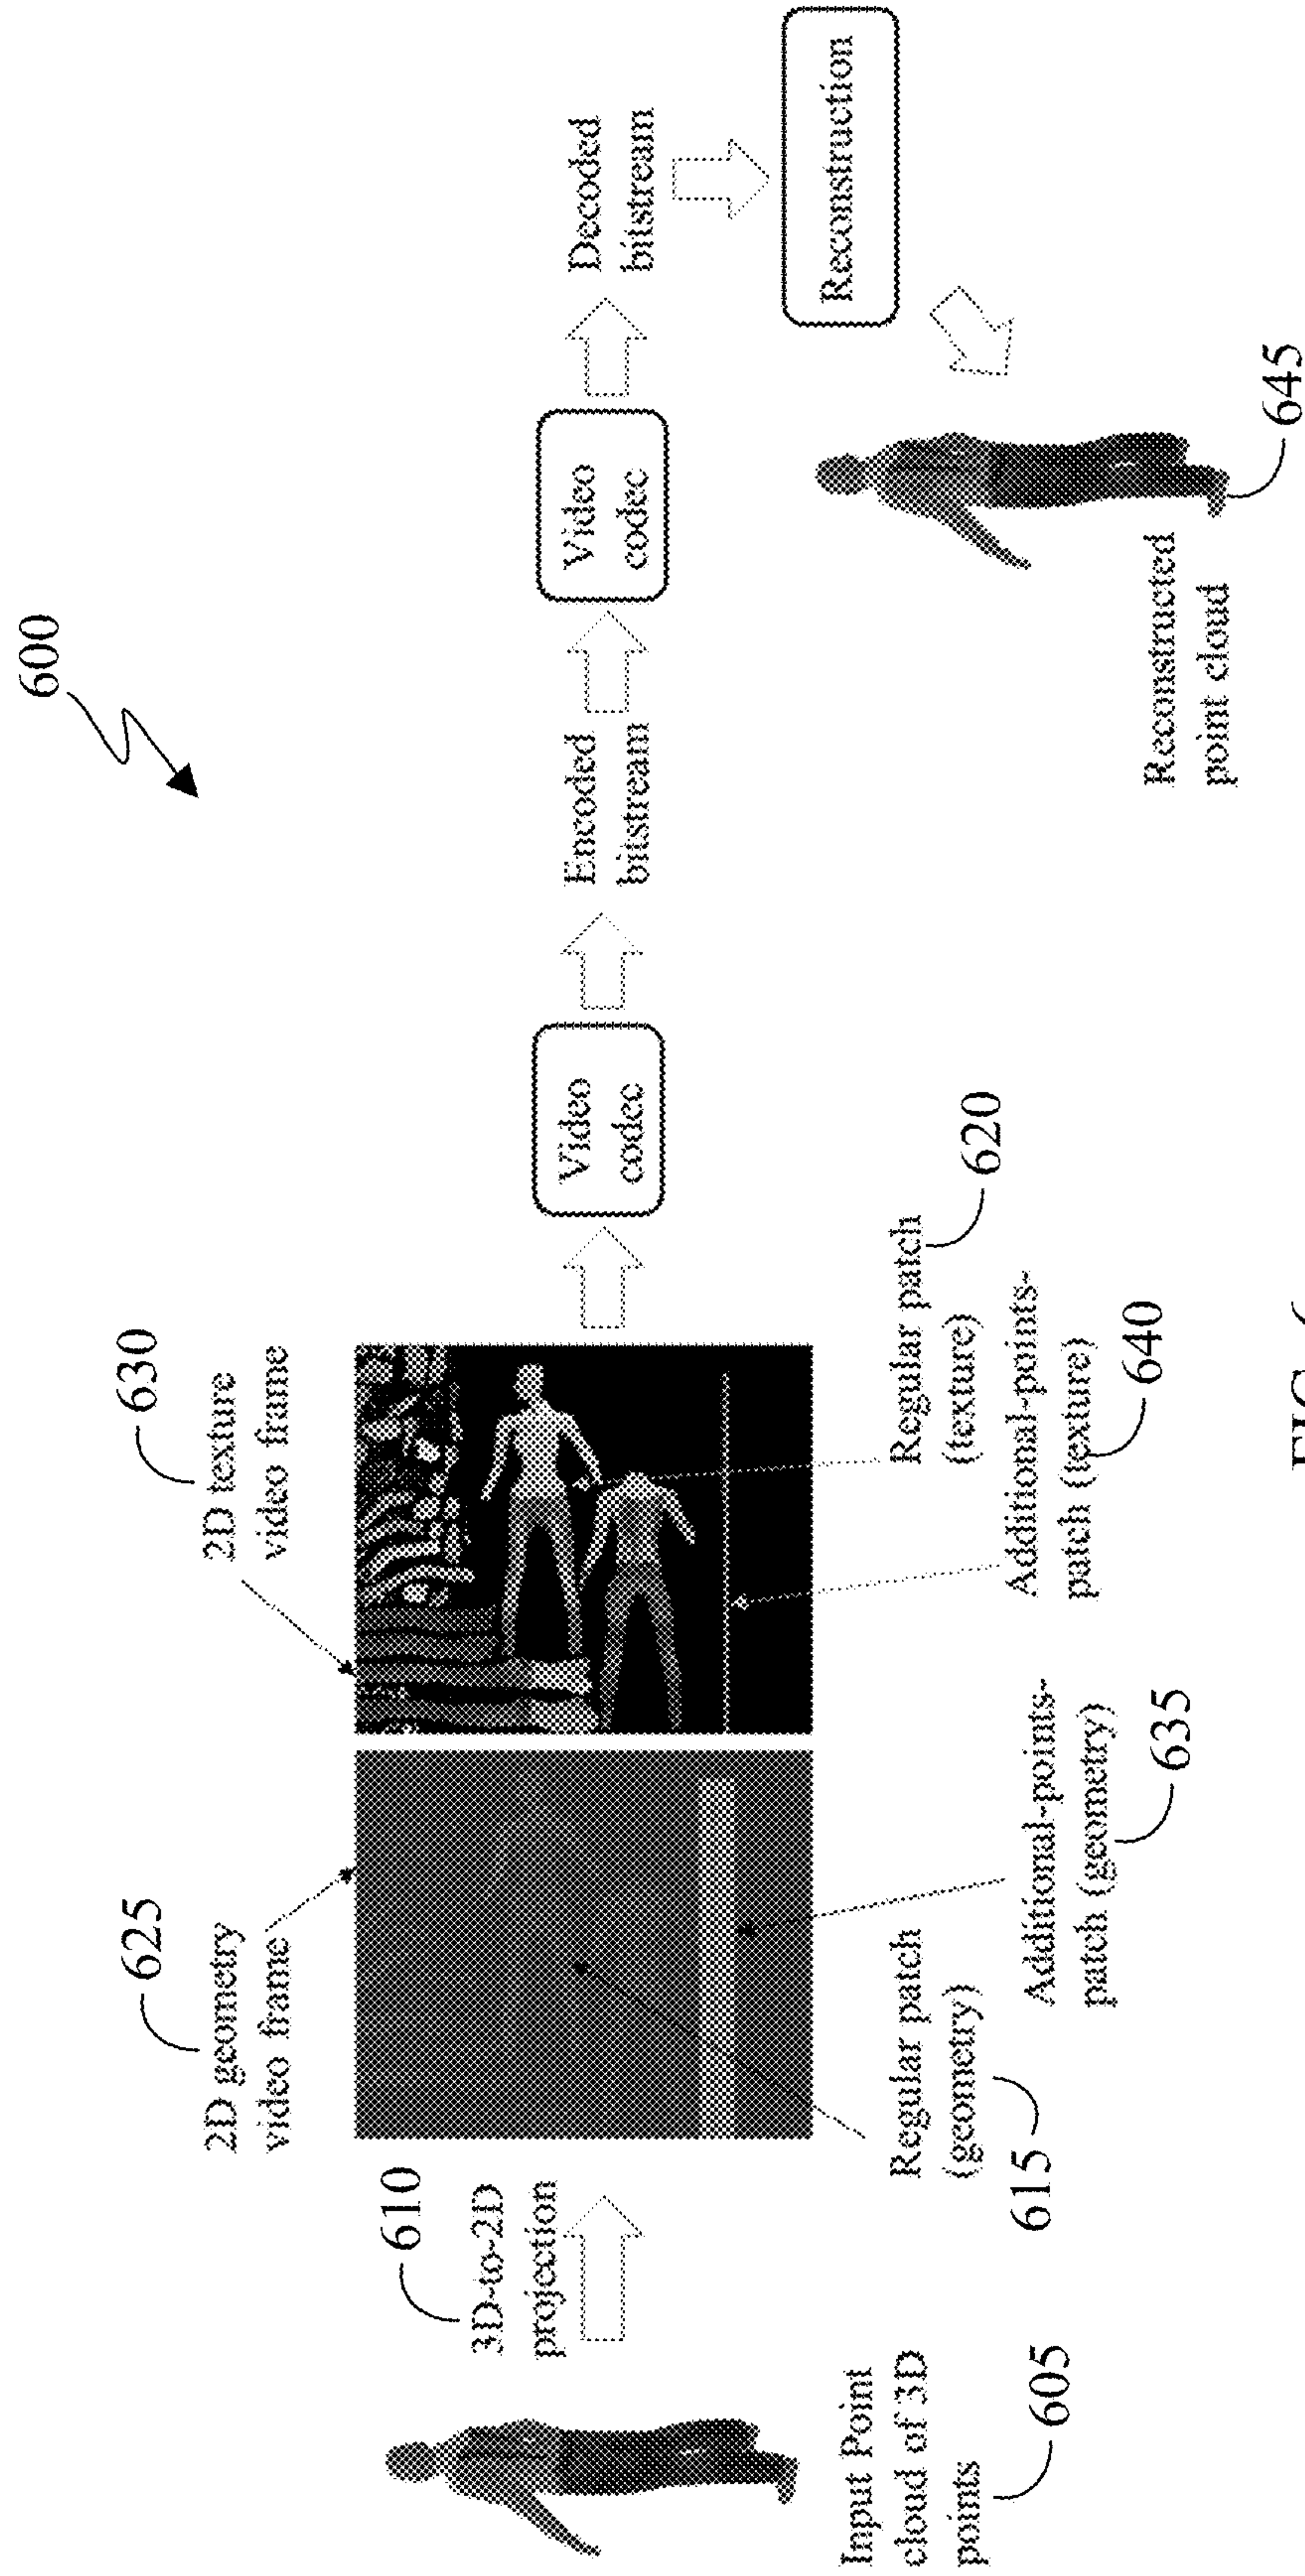 600
625
2D geometry
video frame
630
2D texture
video frame
610
3D-to-2D
projection
Video
codec
Encoded
bitstream
Video
codec
Decoded
bitstream
Reconstruction
Input Point
cloud of 3D
points
605
Regular patch
(geometry)
615
Additional-points-
patch (geometry)
635
Regular patch
(texture)
620
Additional-points-
patch (texture)
640
Reconstructed
point cloud
645